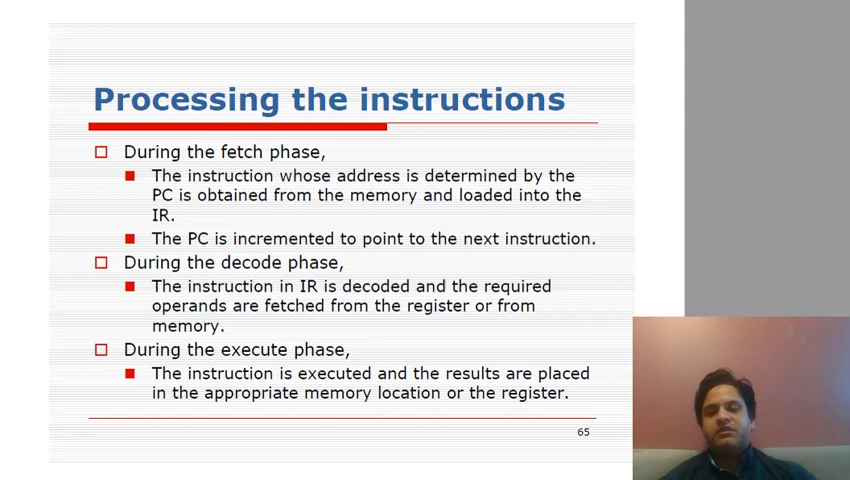 Processing the instructions
During the fetch phase,
The instruction whose address is determined by the
PC is obtained from the memory and loaded into the
IR.
The PC is incremented to point to the next instruction.
During the decode phase,
The instruction in IR is decoded and the required
operands are fetched from the register or from
memory.
During the execute phase,
The instruction is executed and the results are placed
in the appropriate memory location or the register.
65